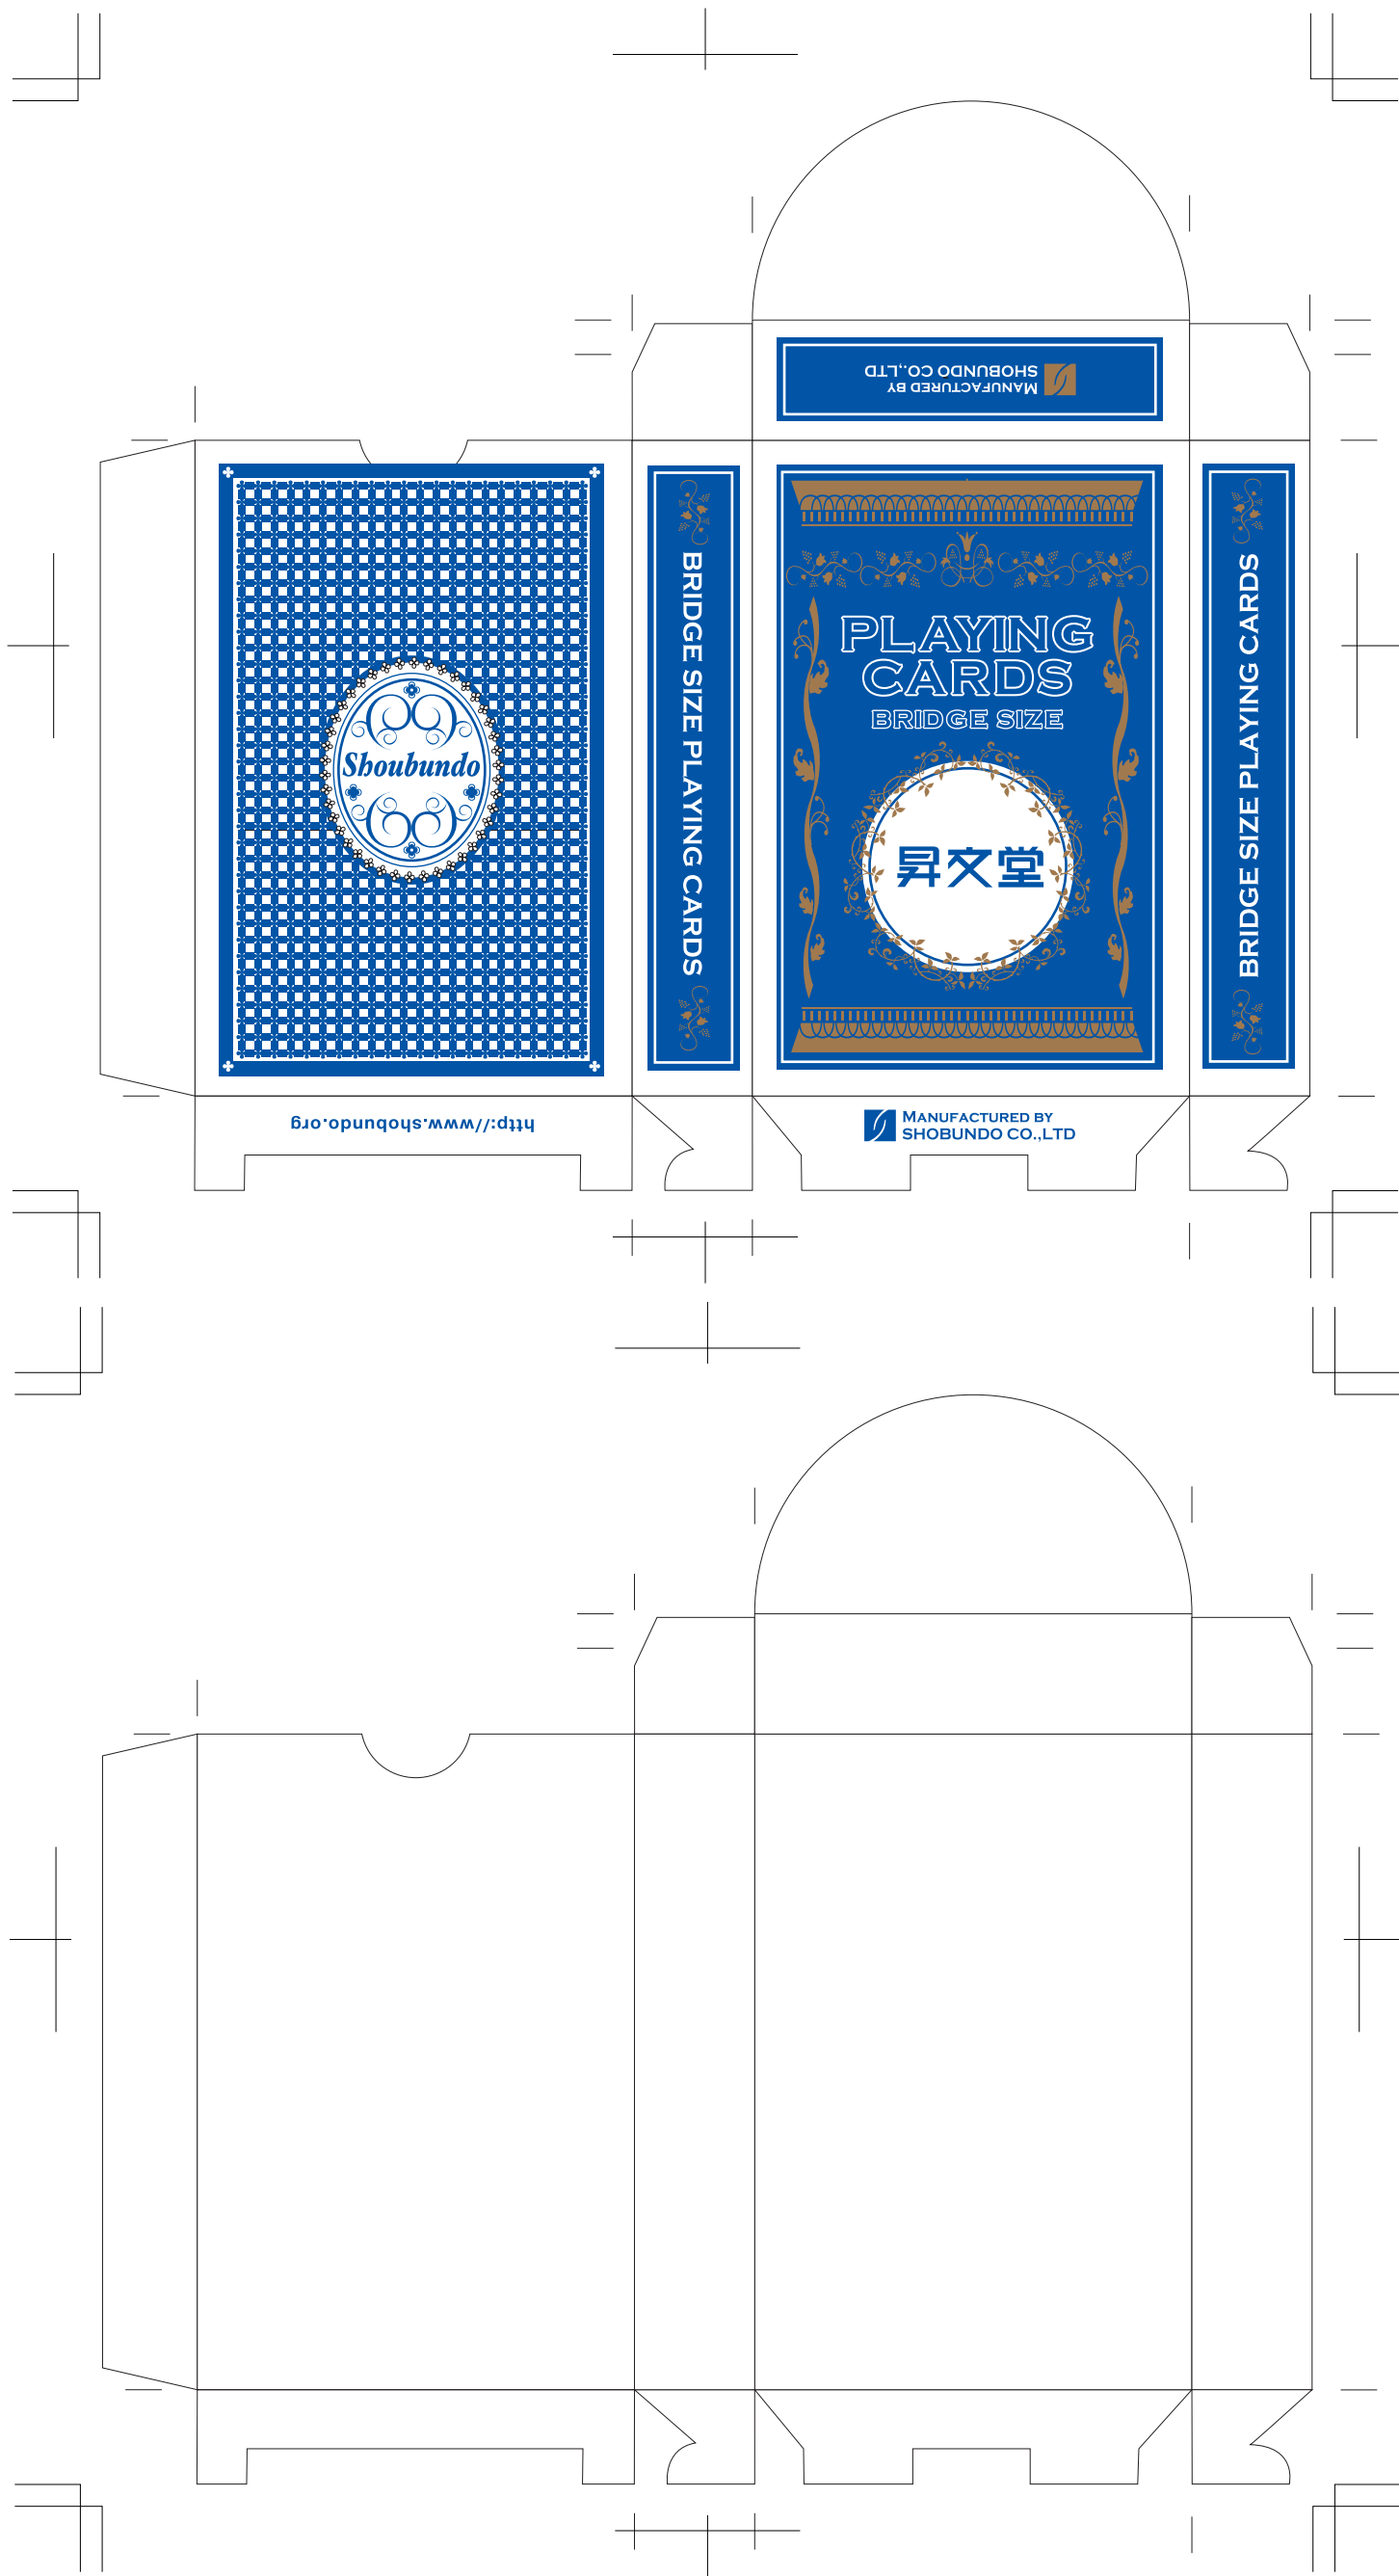 MANUFACTURED BY
SHOBUNDO CO.,LTD
Shoubundo
BRIDGE SIZE PLAYING CARDS
PLAYING
CARDS
BRIDGE SIZE
昇文堂
BRIDGE SIZE PLAYING CARDS
http://www.shobundo.org
MANUFACTURED BY
SHOBUNDO CO.,LTD